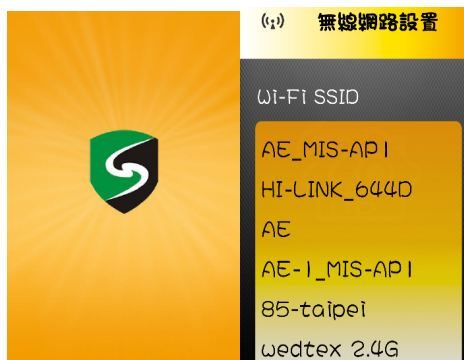 無線網路設置
Wi-Fi SSID
AE_MIS-AP1
HI-LINK_644D
AE
AE-1_MIS-AP1
85-taipei
wedtex 2.4G